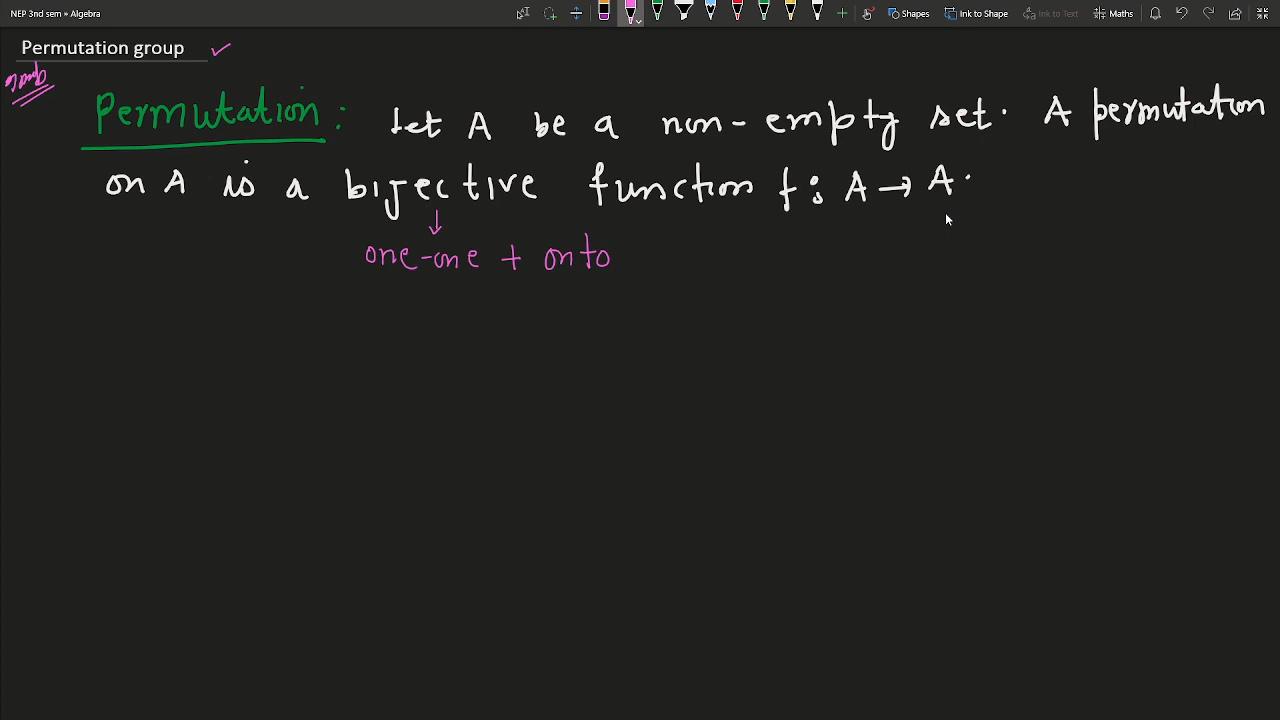 NEP 3rd sem » Algebra
Shapes Ink to Shape Ink to Text Maths
Permutation group
Permutation: Let A be a non-empty set. A permutation
on A is a bijective function f: A → A.
↓
one-one + onto